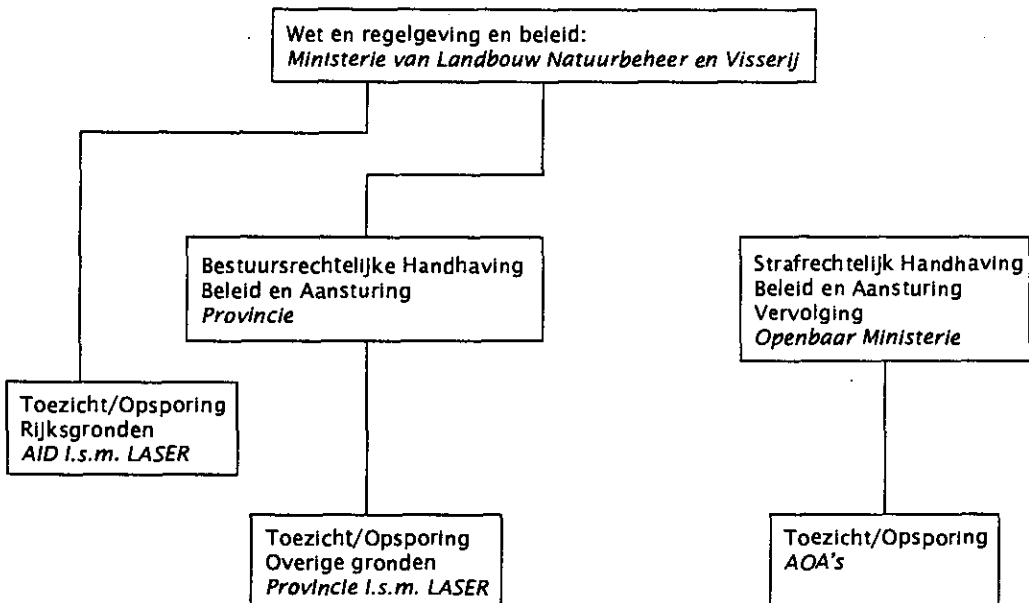 Wet en regelgeving en beleid:
Ministerie van Landbouw Natuurbeheer en Visserij
Bestuursrechtelijke Handhaving
Beleid en Aansturing
Provincie
Strafrechtelijk Handhaving
Beleid en Aansturing
Vervolging
Openbaar Ministerie
Toezicht/Opsporing
Rijksgronden
AID i.s.m. LASER
Toezicht/Opsporing
Overige gronden
Provincie i.s.m. LASER
Toezicht/Opsporing
AOA's